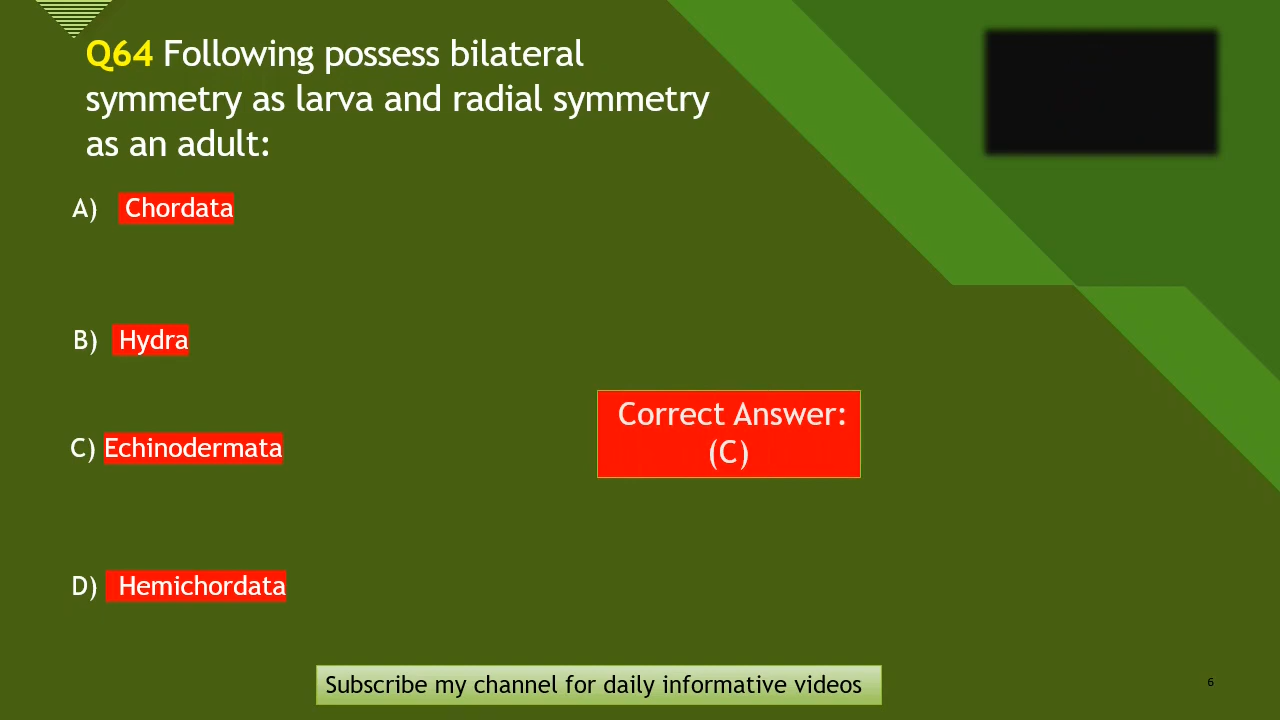 Q64 Following possess bilateral
symmetry as larva and radial symmetry
as an adult:
A) Chordata
B) Hydra
C) Echinodermata
Correct Answer:
(C)
D) Hemichordata
Subscribe my channel for daily informative videos
6